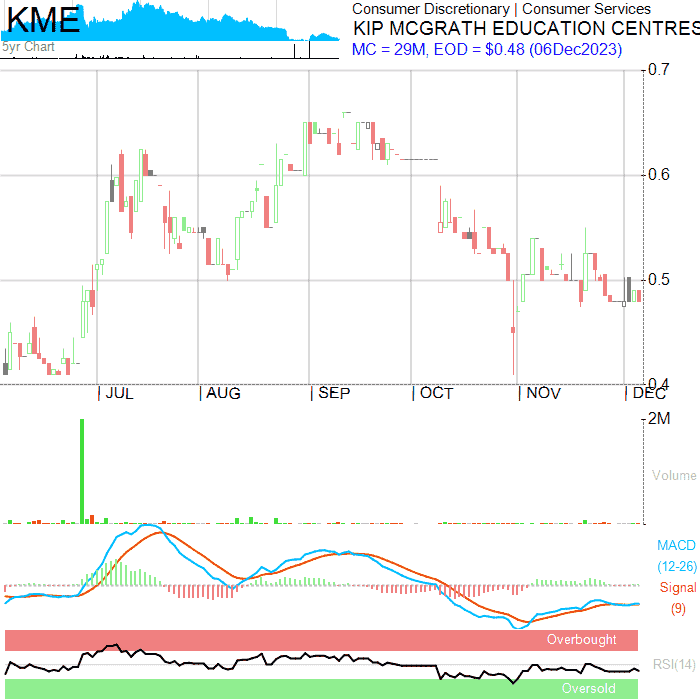 KME
5yr Chart
Consumer Discretionary | Consumer Services
KIP MCGRATH EDUCATION CENTRES
MC = 29M, EOD = $0.48 (06Dec2023)
0.7
0.6
0.5
0.4
JUL AUG SEP OCT NOV DEC
2M
Volume
MACD
(12-26)
Signal
(9)
Overbought
RSI(14)
Oversold